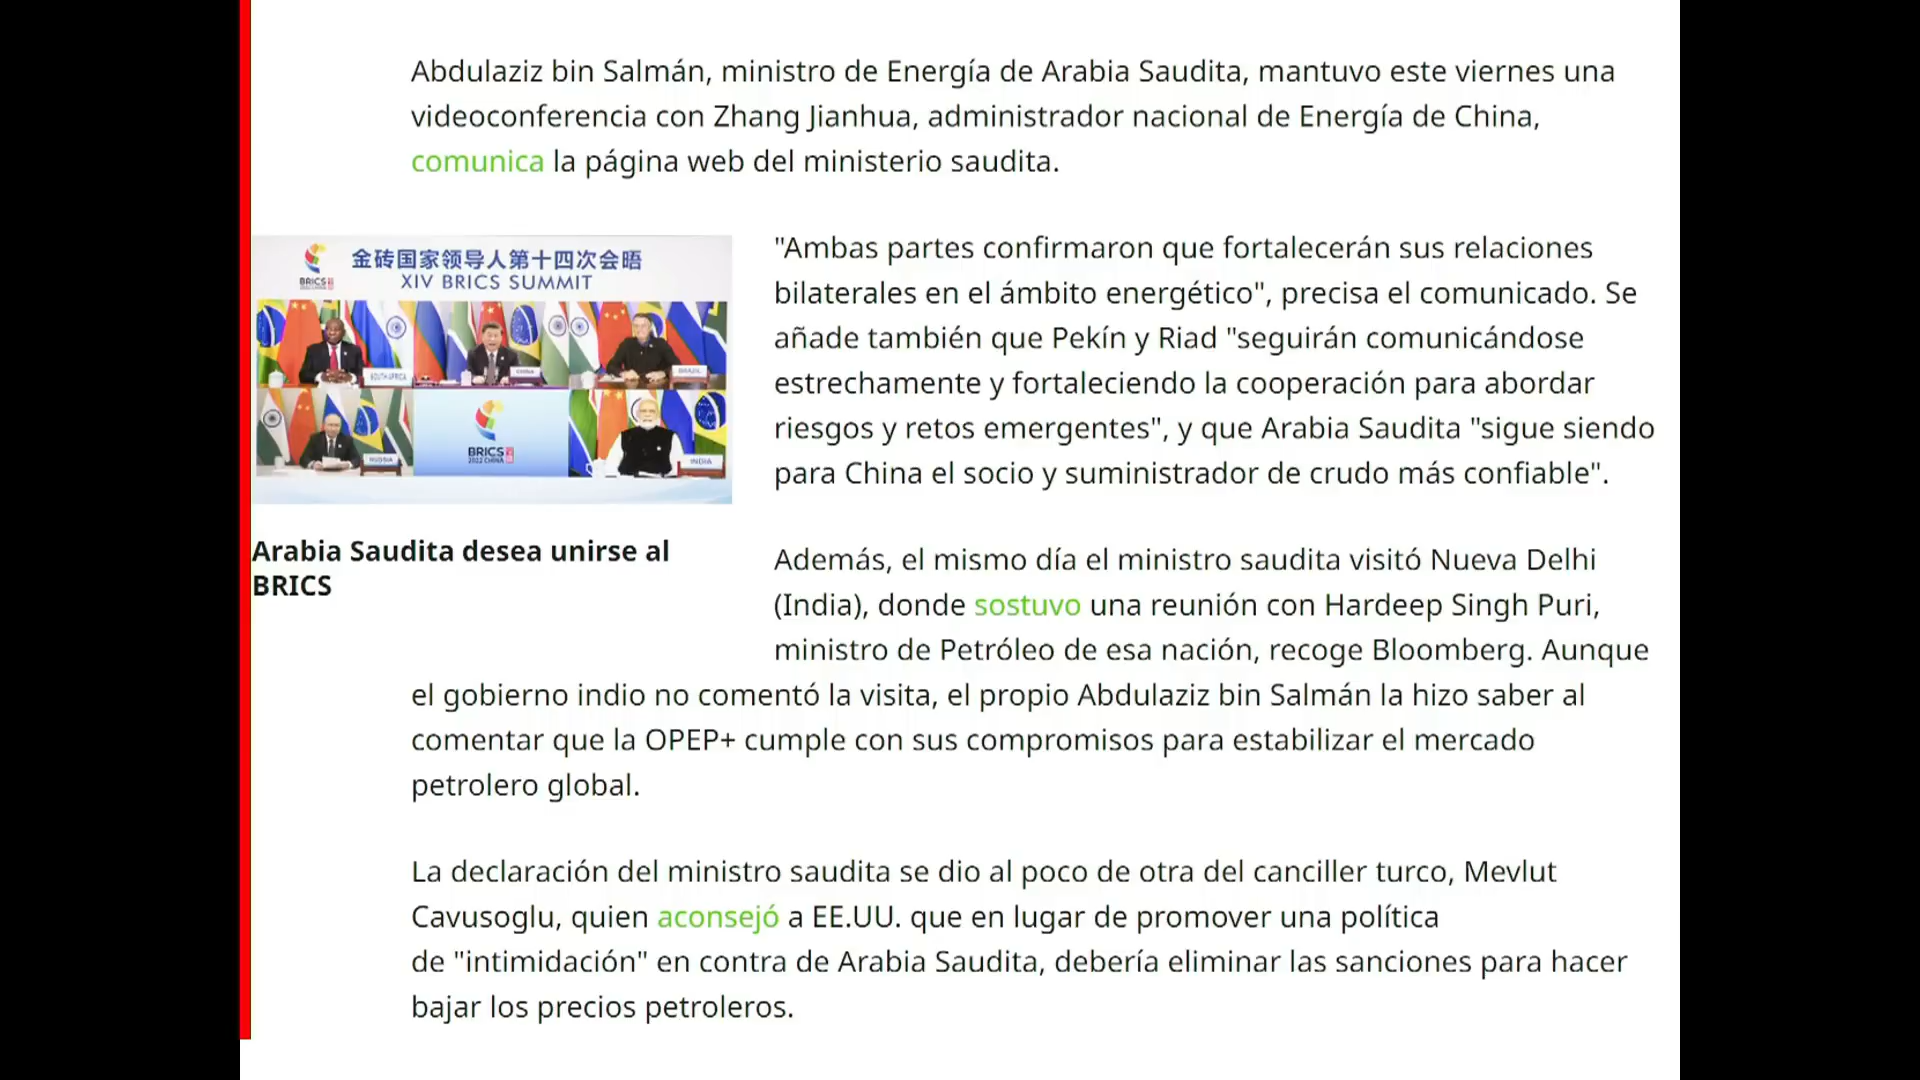 Abdulaziz bin Salmán, ministro de Energía de Arabia Saudita, mantuvo este viernes una
videoconferencia con Zhang Jianhua, administrador nacional de Energía de China,
comunica la página web del ministerio saudita.
金砖国家领导人第十四次会晤
XIV BRICS SUMMIT
BRICS
SOUTH AFRICA
CHINA
BRAZIL
RUSSIA
BRICS
2022 CHINA
INDIA
Arabia Saudita desea unirse al
BRICS
"Ambas partes confirmaron que fortalecerán sus relaciones
bilaterales en el ámbito energético", precisa el comunicado. Se
añade también que Pekín y Riad "seguirán comunicándose
estrechamente y fortaleciendo la cooperación para abordar
riesgos y retos emergentes", y que Arabia Saudita "sigue siendo
para China el socio y suministrador de crudo más confiable".
Además, el mismo día el ministro saudita visitó Nueva Delhi
(India), donde sostuvo una reunión con Hardeep Singh Puri,
ministro de Petróleo de esa nación, recoge Bloomberg. Aunque
el gobierno indio no comentó la visita, el propio Abdulaziz bin Salmán la hizo saber al
comentar que la OPEP+ cumple con sus compromisos para estabilizar el mercado
petrolero global.
La declaración del ministro saudita se dio al poco de otra del canciller turco, Mevlut
Cavusoglu, quien aconsejó a EE.UU. que en lugar de promover una política
de "intimidación" en contra de Arabia Saudita, debería eliminar las sanciones para hacer
bajar los precios petroleros.